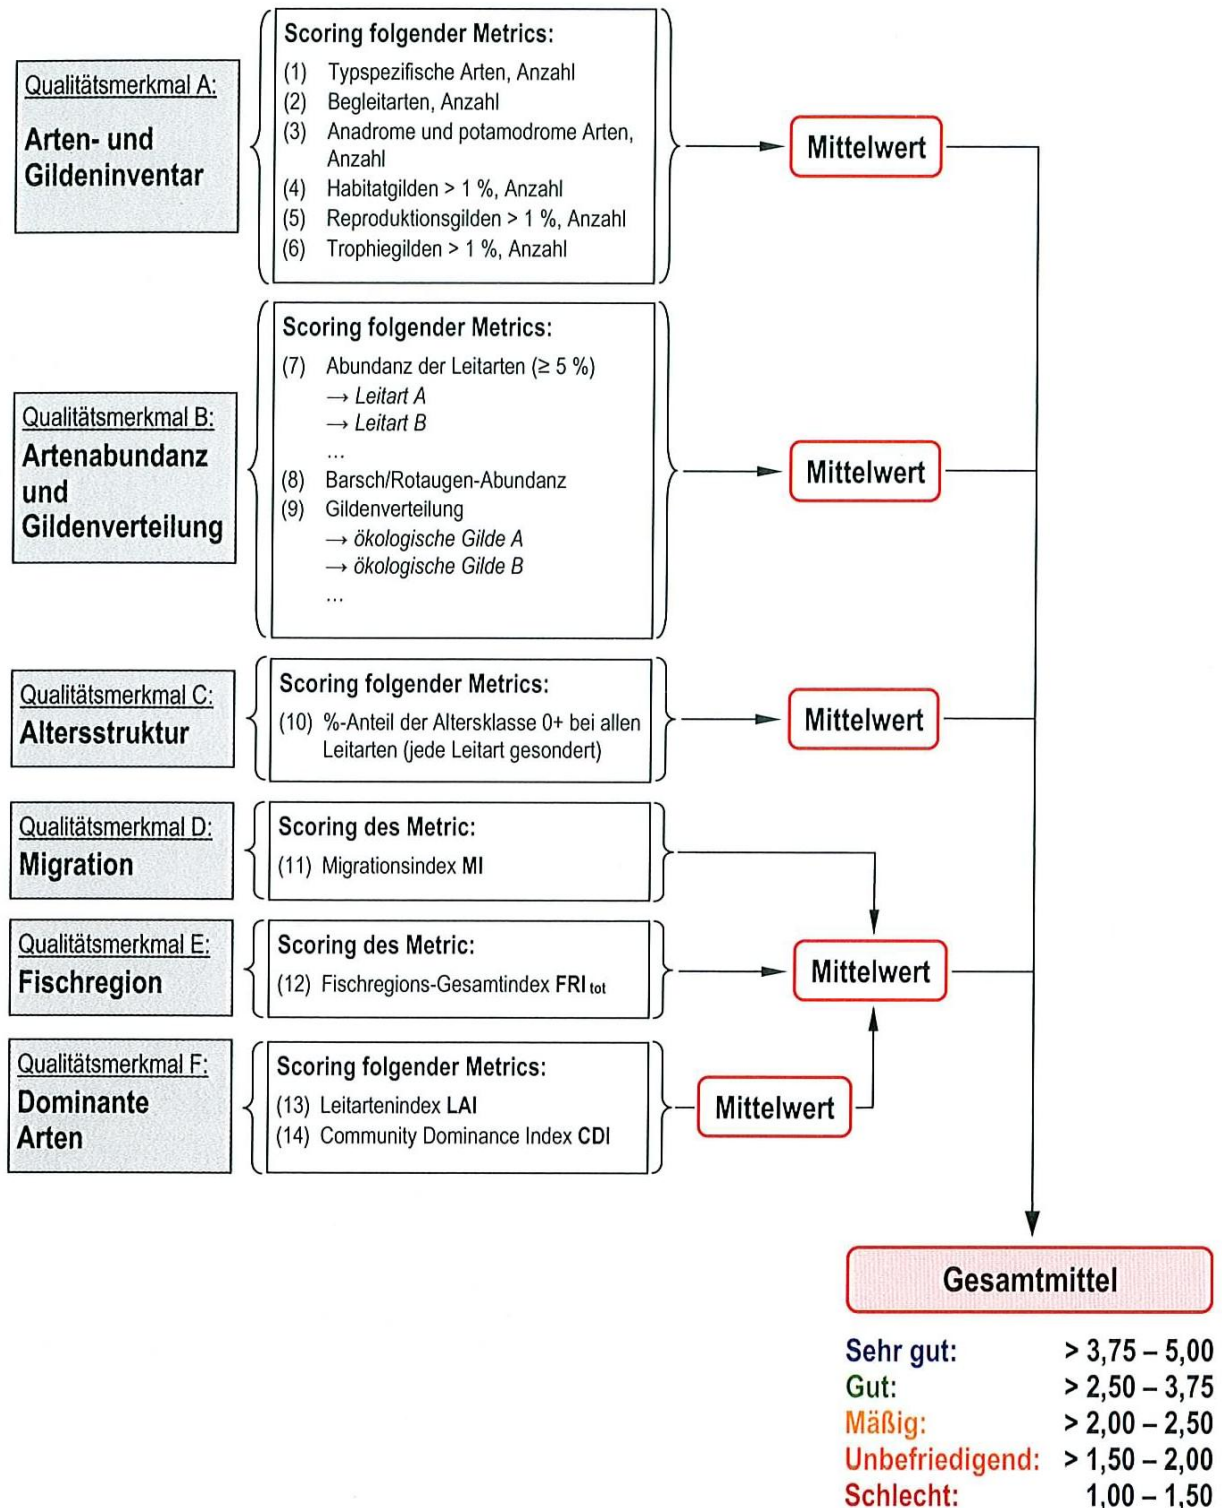 Qualitätsmerkmal A:
Arten- und
Gildeninventar
Scoring folgender Metrics:
(1) Typspezifische Arten, Anzahl
(2) Begleitarten, Anzahl
(3) Anadrome und potamodrome Arten,
Anzahl
(4) Habitatgilden > 1 %, Anzahl
(5) Reproduktionsgilden > 1 %, Anzahl
(6) Trophiegilden > 1 %, Anzahl
Mittelwert
Qualitätsmerkmal B:
Artenabundanz
und
Gildenverteilung
Scoring folgender Metrics:
(7) Abundanz der Leitarten (≥ 5 %)
→ Leitart A
→ Leitart B
...
(8) Barsch/Rotaugen-Abundanz
(9) Gildenverteilung
→ ökologische Gilde A
→ ökologische Gilde B
...
Mittelwert
Qualitätsmerkmal C:
Altersstruktur
Scoring folgender Metrics:
(10) %-Anteil der Altersklasse 0+ bei allen
Leitarten (jede Leitart gesondert)
Mittelwert
Qualitätsmerkmal D:
Migration
Scoring des Metric:
(11) Migrationsindex MI
Qualitätsmerkmal E:
Fischregion
Scoring des Metric:
(12) Fischregions-Gesamtindex FRI tot
Mittelwert
Qualitätsmerkmal F:
Dominante
Arten
Scoring folgender Metrics:
(13) Leitartenindex LAI
(14) Community Dominance Index CDI
Mittelwert
Gesamtmittel
Sehr gut: > 3,75 – 5,00
Gut: > 2,50 – 3,75
Mäßig: > 2,00 – 2,50
Unbefriedigend: > 1,50 – 2,00
Schlecht: 1,00 – 1,50